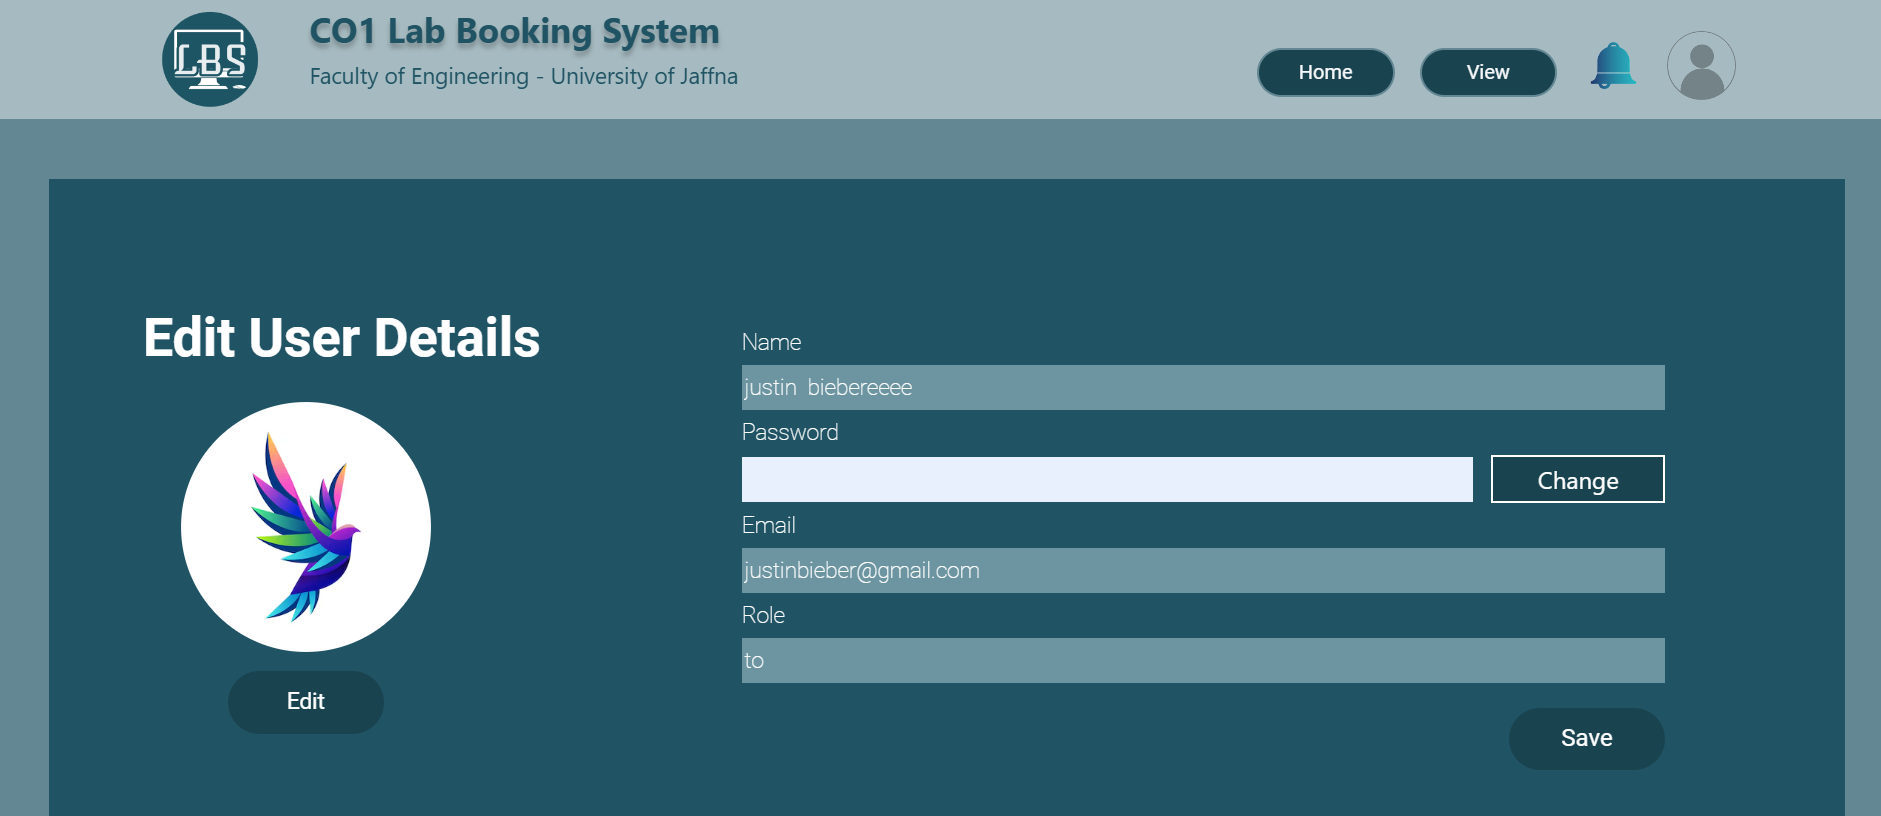 LBS
CO1 Lab Booking System
Faculty of Engineering - University of Jaffna
Home
View
Edit User Details
Edit
Name
justin  biebereeee
Password
Change
Email
justinbieber@gmail.com
Role
to
Save